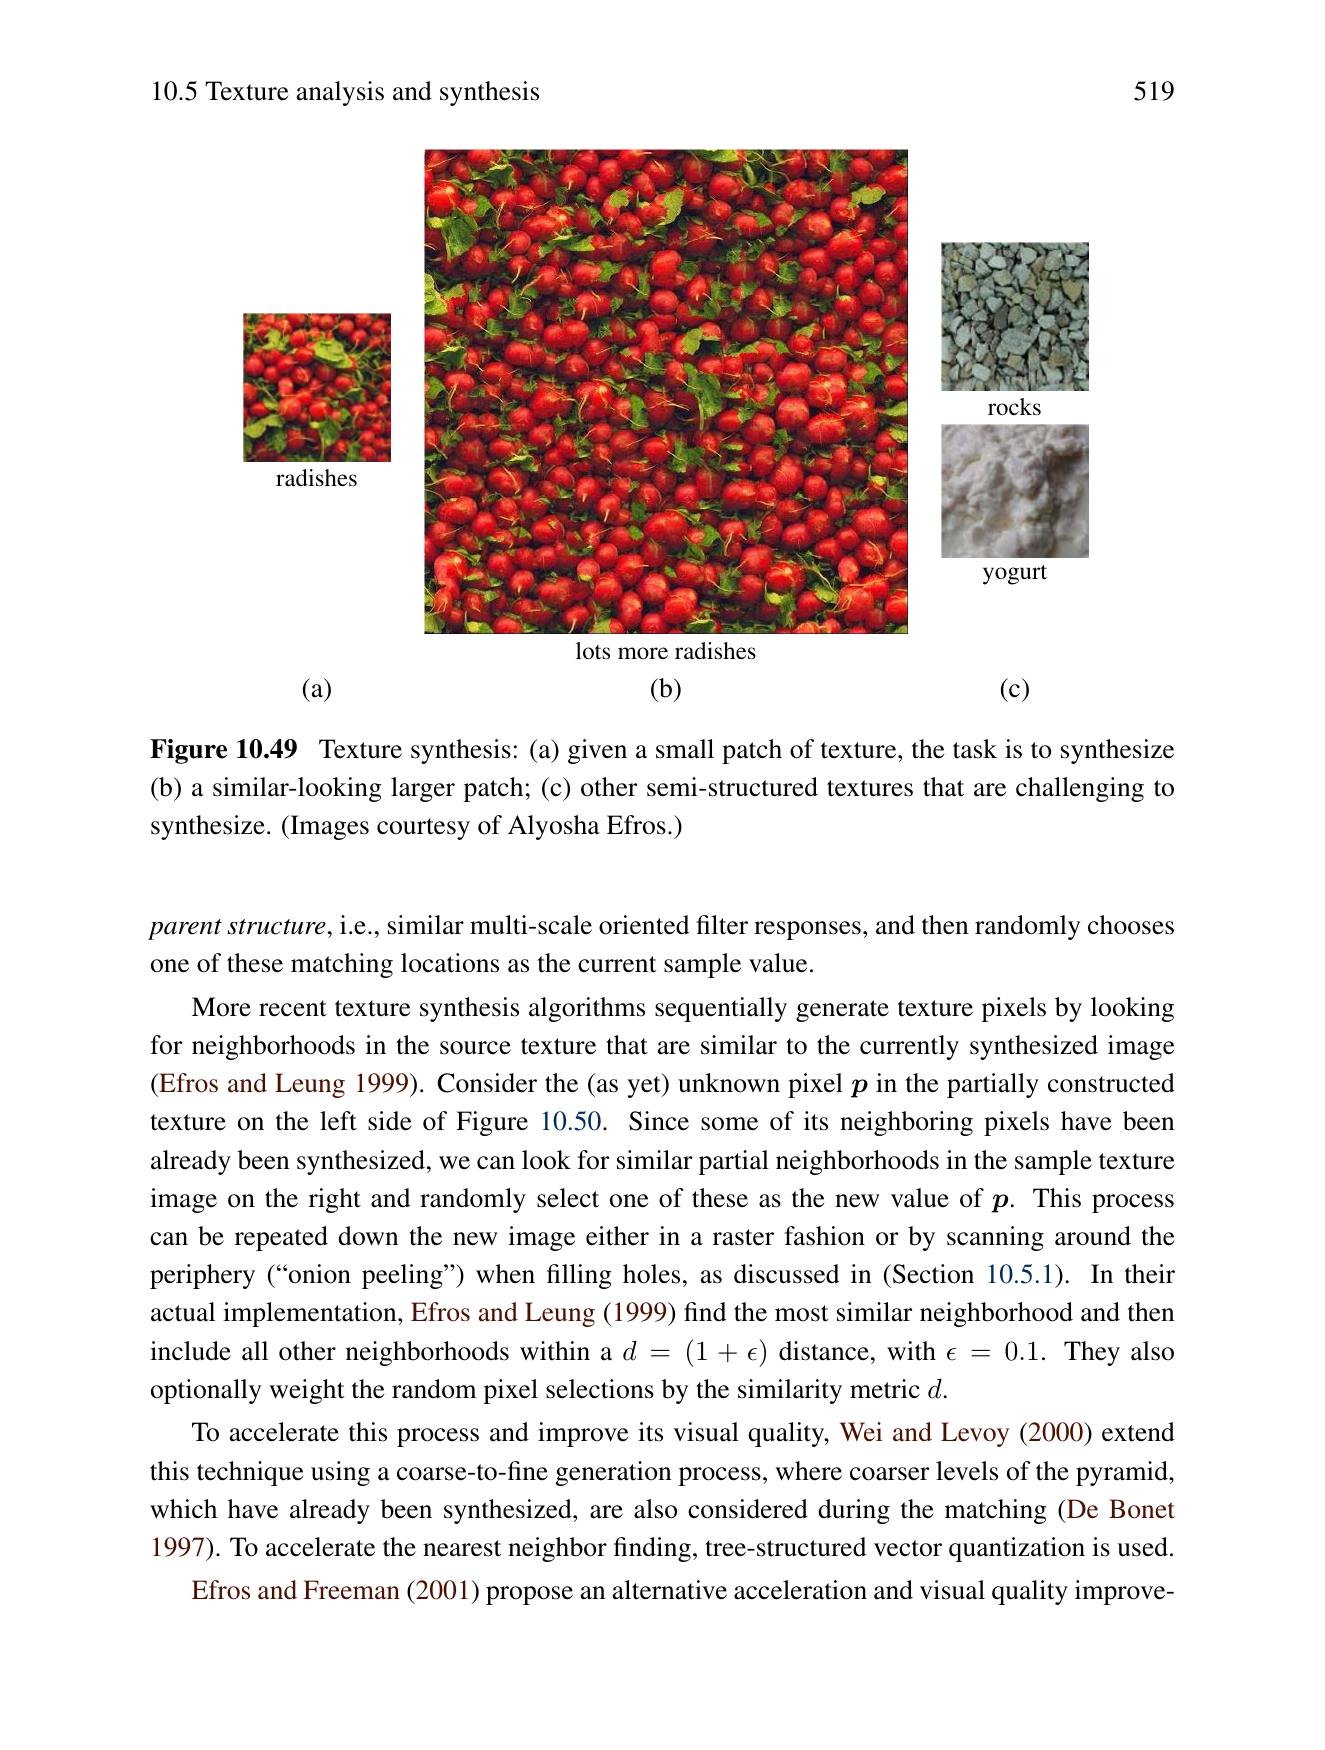 10.5 Texture analysis and synthesis 519
radishes
lots more radishes
rocks
yogurt
(a) (b) (c)
Figure 10.49 Texture synthesis: (a) given a small patch of texture, the task is to synthesize
(b) a similar-looking larger patch; (c) other semi-structured textures that are challenging to
synthesize. (Images courtesy of Alyosha Efros.)
parent structure, i.e., similar multi-scale oriented filter responses, and then randomly chooses
one of these matching locations as the current sample value.
More recent texture synthesis algorithms sequentially generate texture pixels by looking
for neighborhoods in the source texture that are similar to the currently synthesized image
(Efros and Leung 1999). Consider the (as yet) unknown pixel p in the partially constructed
texture on the left side of Figure 10.50. Since some of its neighboring pixels have been
already been synthesized, we can look for similar partial neighborhoods in the sample texture
image on the right and randomly select one of these as the new value of p. This process
can be repeated down the new image either in a raster fashion or by scanning around the
periphery (“onion peeling”) when filling holes, as discussed in (Section 10.5.1). In their
actual implementation, Efros and Leung (1999) find the most similar neighborhood and then
include all other neighborhoods within a d = (1 + ϵ) distance, with ϵ = 0.1. They also
optionally weight the random pixel selections by the similarity metric d.
To accelerate this process and improve its visual quality, Wei and Levoy (2000) extend
this technique using a coarse-to-fine generation process, where coarser levels of the pyramid,
which have already been synthesized, are also considered during the matching (De Bonet
1997). To accelerate the nearest neighbor finding, tree-structured vector quantization is used.
Efros and Freeman (2001) propose an alternative acceleration and visual quality improve-